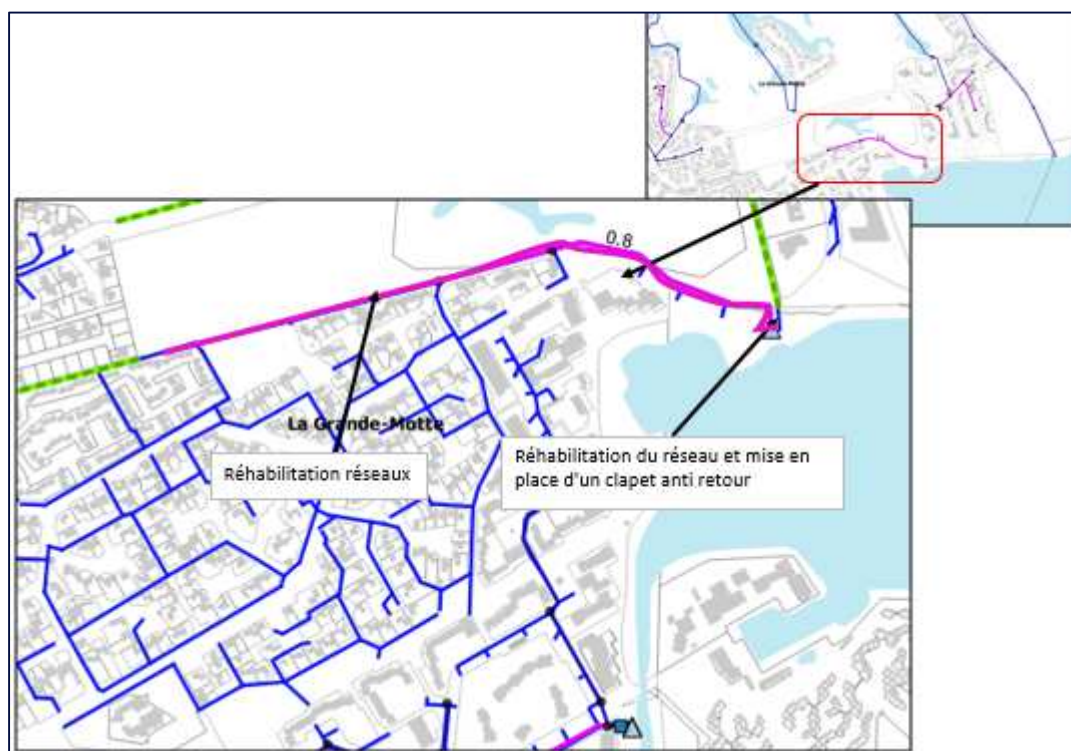 0.8
La Grande-Motte
Réhabilitation réseaux
Réhabilitation du réseau et mise en
place d'un clapet anti retour